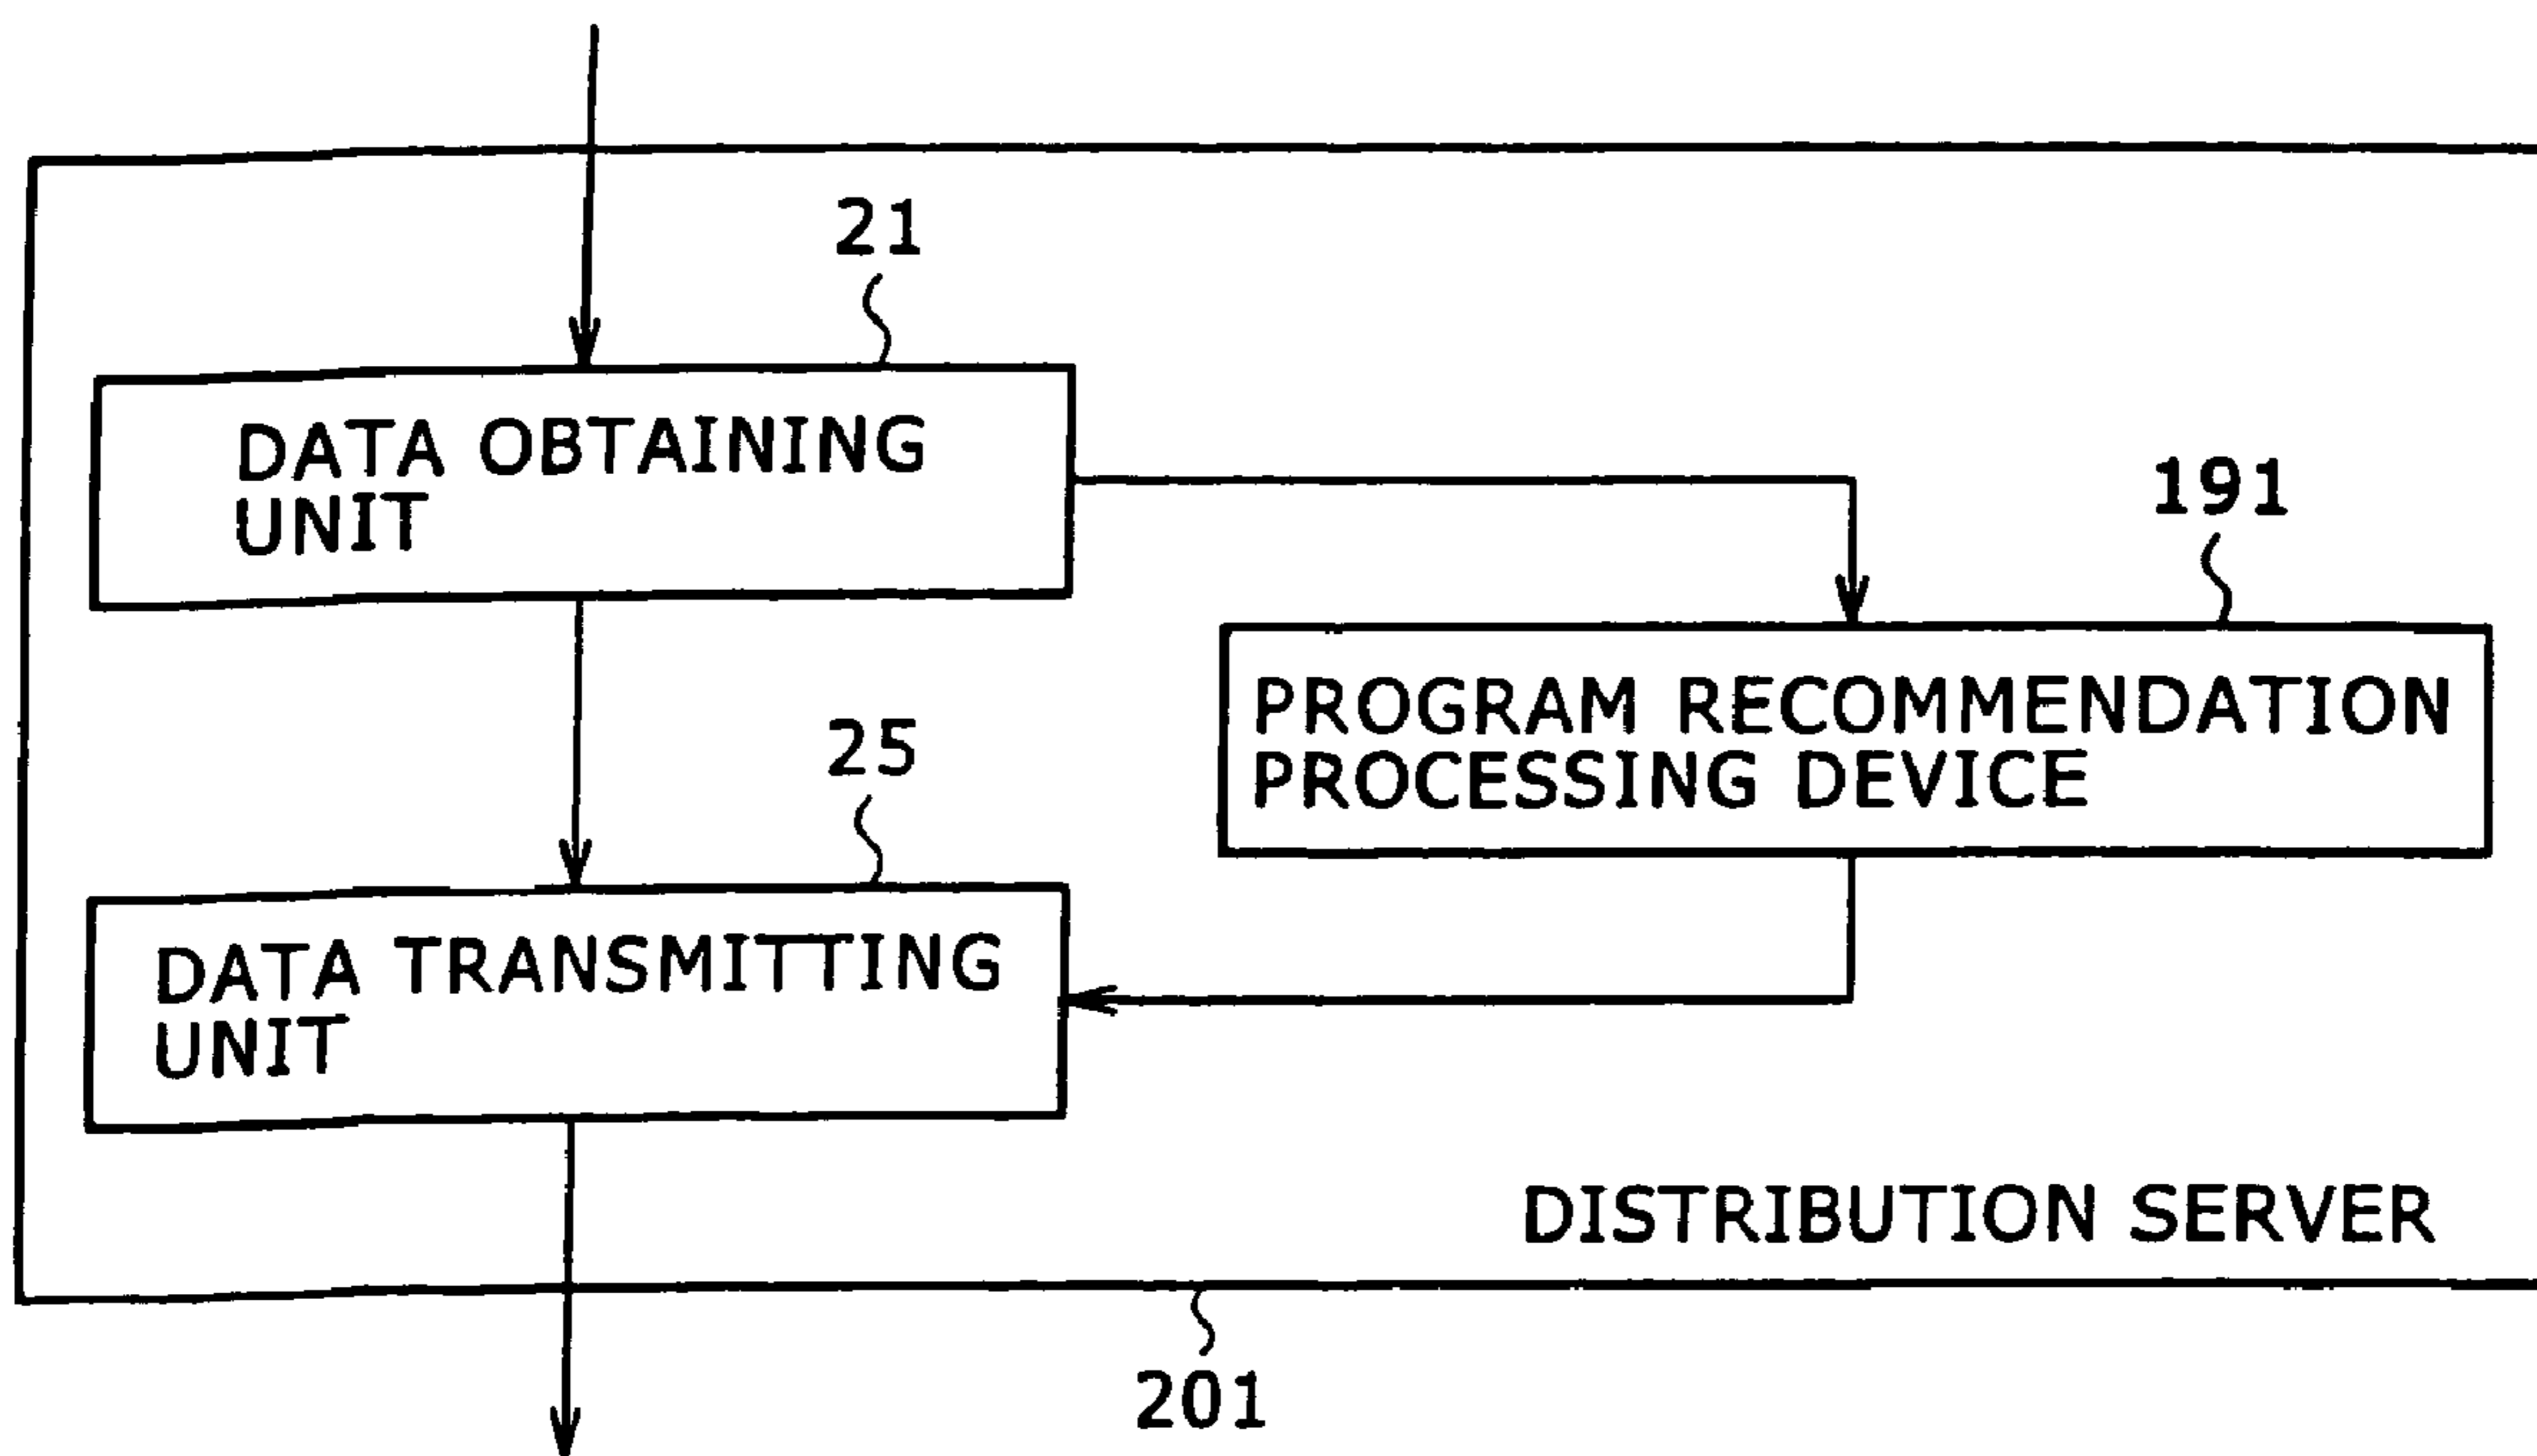 21
DATA OBTAINING
UNIT
191
PROGRAM RECOMMENDATION
PROCESSING DEVICE
25
DATA TRANSMITTING
UNIT
DISTRIBUTION SERVER
201